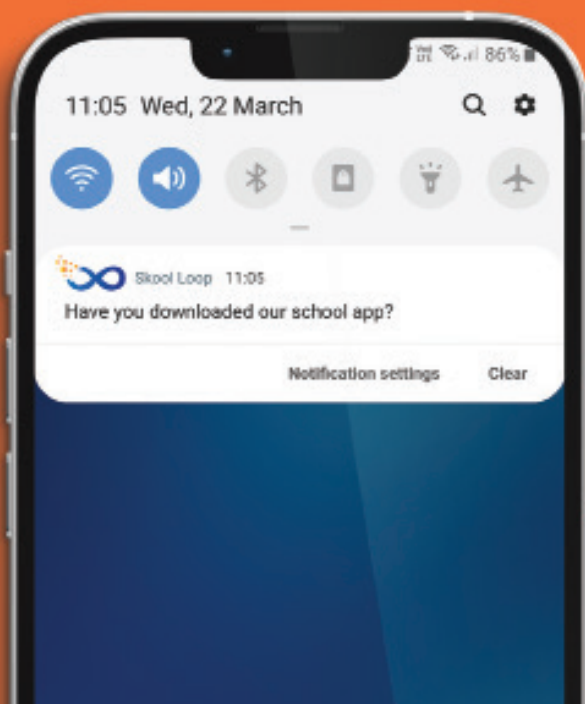 86%
11:05 Wed, 22 March
Skool Loop 11:05
Have you downloaded our school app?
Notification settings Clear